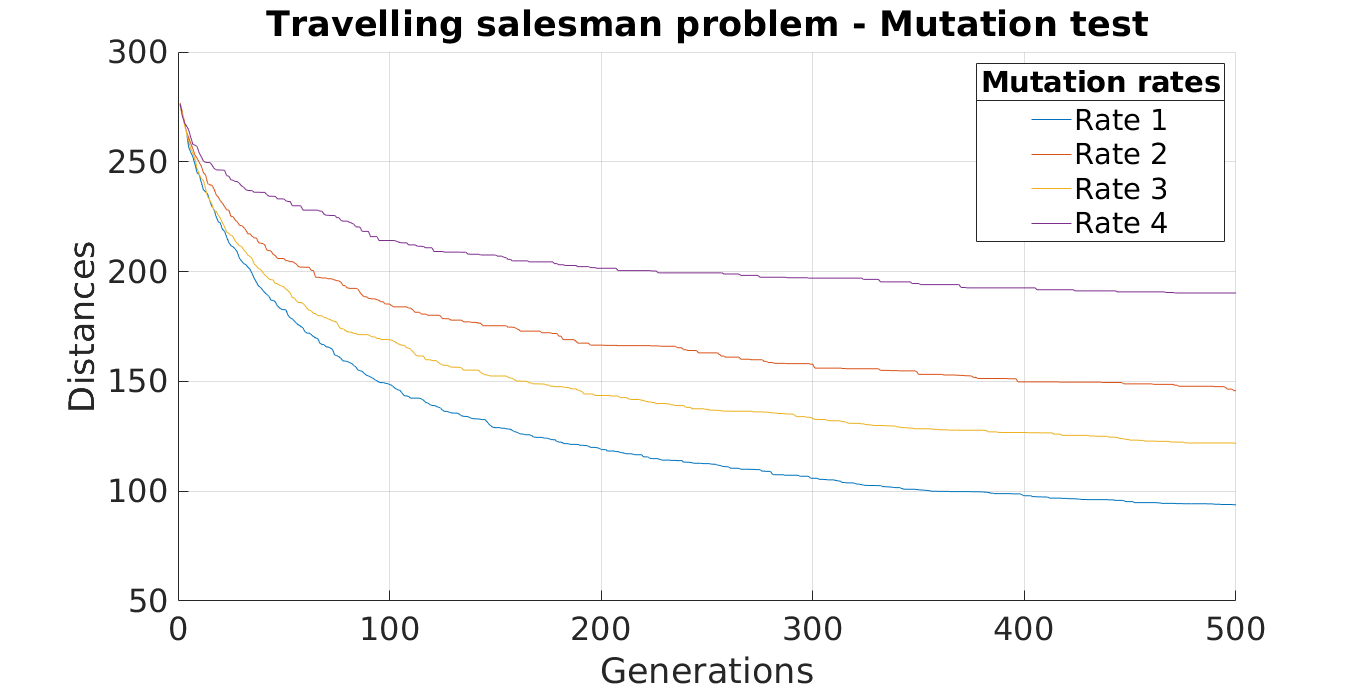 Travelling salesman problem - Mutation test
300
250
200
150
100
50
Distances
0 100 200 300 400 500
Generations
Mutation rates
Rate 1
Rate 2
Rate 3
Rate 4